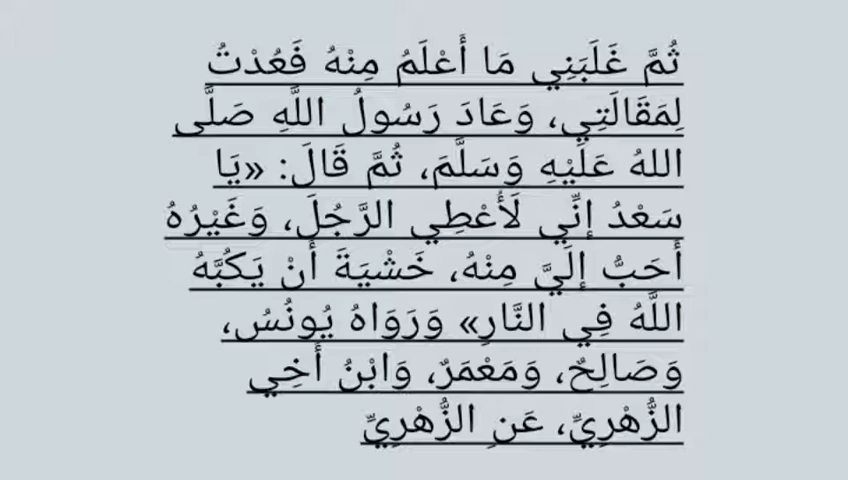 ثُمَّ غَلَبَنِي مَا أَعْلَمُ مِنْهُ فَعُدْتُ
لِمَقَالَتِي، وَعَادَ رَسُولُ اللَّهِ صَلَّى
اللهُ عَلَيْهِ وَسَلَّمَ، ثُمَّ قَالَ: «يَا
سَعْدُ إِنِّي لَأُعْطِي الرَّجُلَ، وَغَيْرُهُ
أَحَبُّ إِلَيَّ مِنْهُ، خَشْيَةَ أَنْ يَكُبَّهُ
اللَّهُ فِي النَّارِ» وَرَوَاهُ يُونُسُ،
وَصَالِحٌ، وَمَعْمَرٌ، وَابْنُ أَخِي
الزُّهْرِيِّ، عَنِ الزُّهْرِيِّ